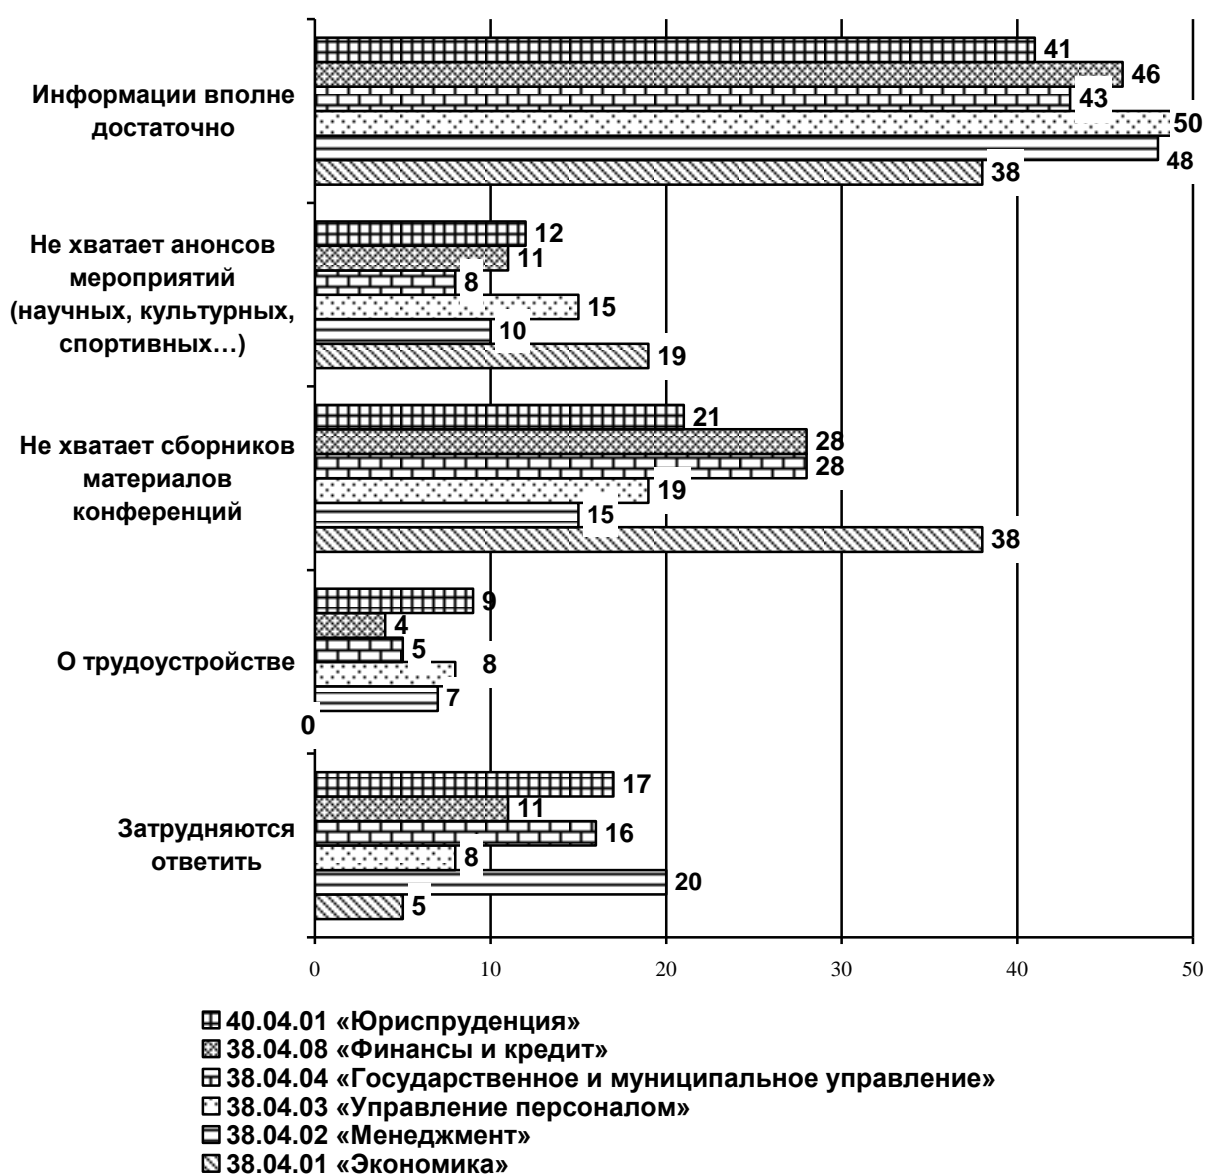 41
46
Информации вполне
достаточно
43
50
48
38
Не хватает анонсов
мероприятий
(научных, культурных,
спортивных…)
12
11
8
15
10
19
Не хватает сборников
материалов
конференций
21
28
28
19
15
38
О трудоустройстве
9
4
5
8
7
0
Затрудняются
ответить
17
11
16
8
20
5
0 10 20 30 40 50
40.04.01 «Юриспруденция»
38.04.08 «Финансы и кредит»
38.04.04 «Государственное и муниципальное управление»
38.04.03 «Управление персоналом»
38.04.02 «Менеджмент»
38.04.01 «Экономика»